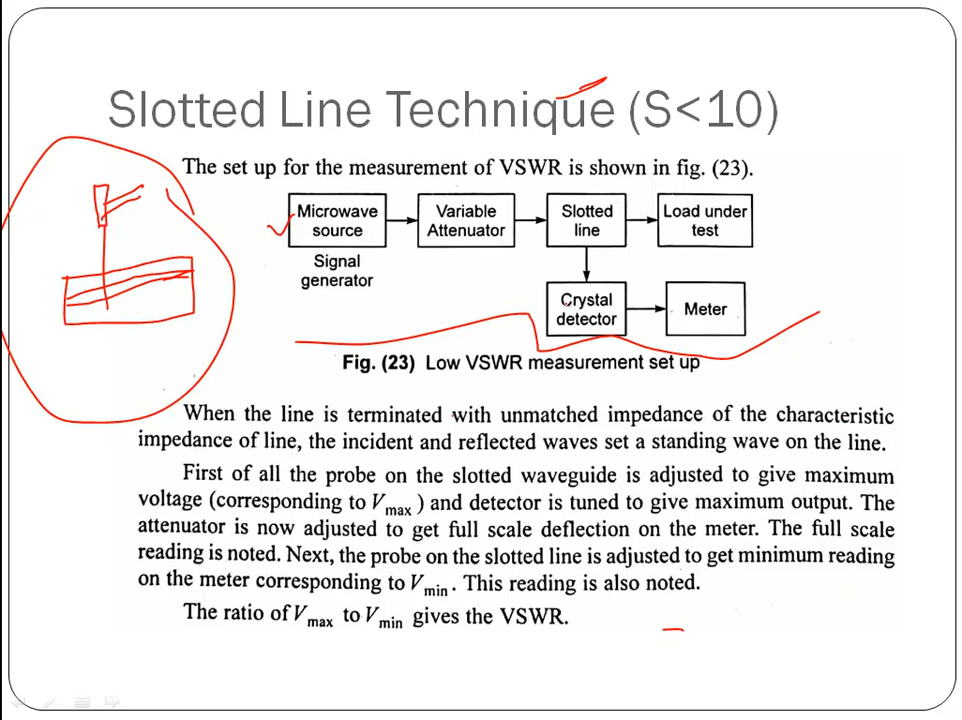 Slotted Line Technique (S<10)
The set up for the measurement of VSWR is shown in fig. (23).
Microwave source
Variable Attenuator
Slotted line
Load under test
Signal generator
Crystal detector
Meter
Fig. (23) Low VSWR measurement set up
When the line is terminated with unmatched impedance of the characteristic
impedance of line, the incident and reflected waves set a standing wave on the line.
First of all the probe on the slotted waveguide is adjusted to give maximum
voltage (corresponding to Vmax) and detector is tuned to give maximum output. The
attenuator is now adjusted to get full scale deflection on the meter. The full scale
reading is noted. Next, the probe on the slotted line is adjusted to get minimum reading
on the meter corresponding to Vmin. This reading is also noted.
The ratio of Vmax to Vmin gives the VSWR.